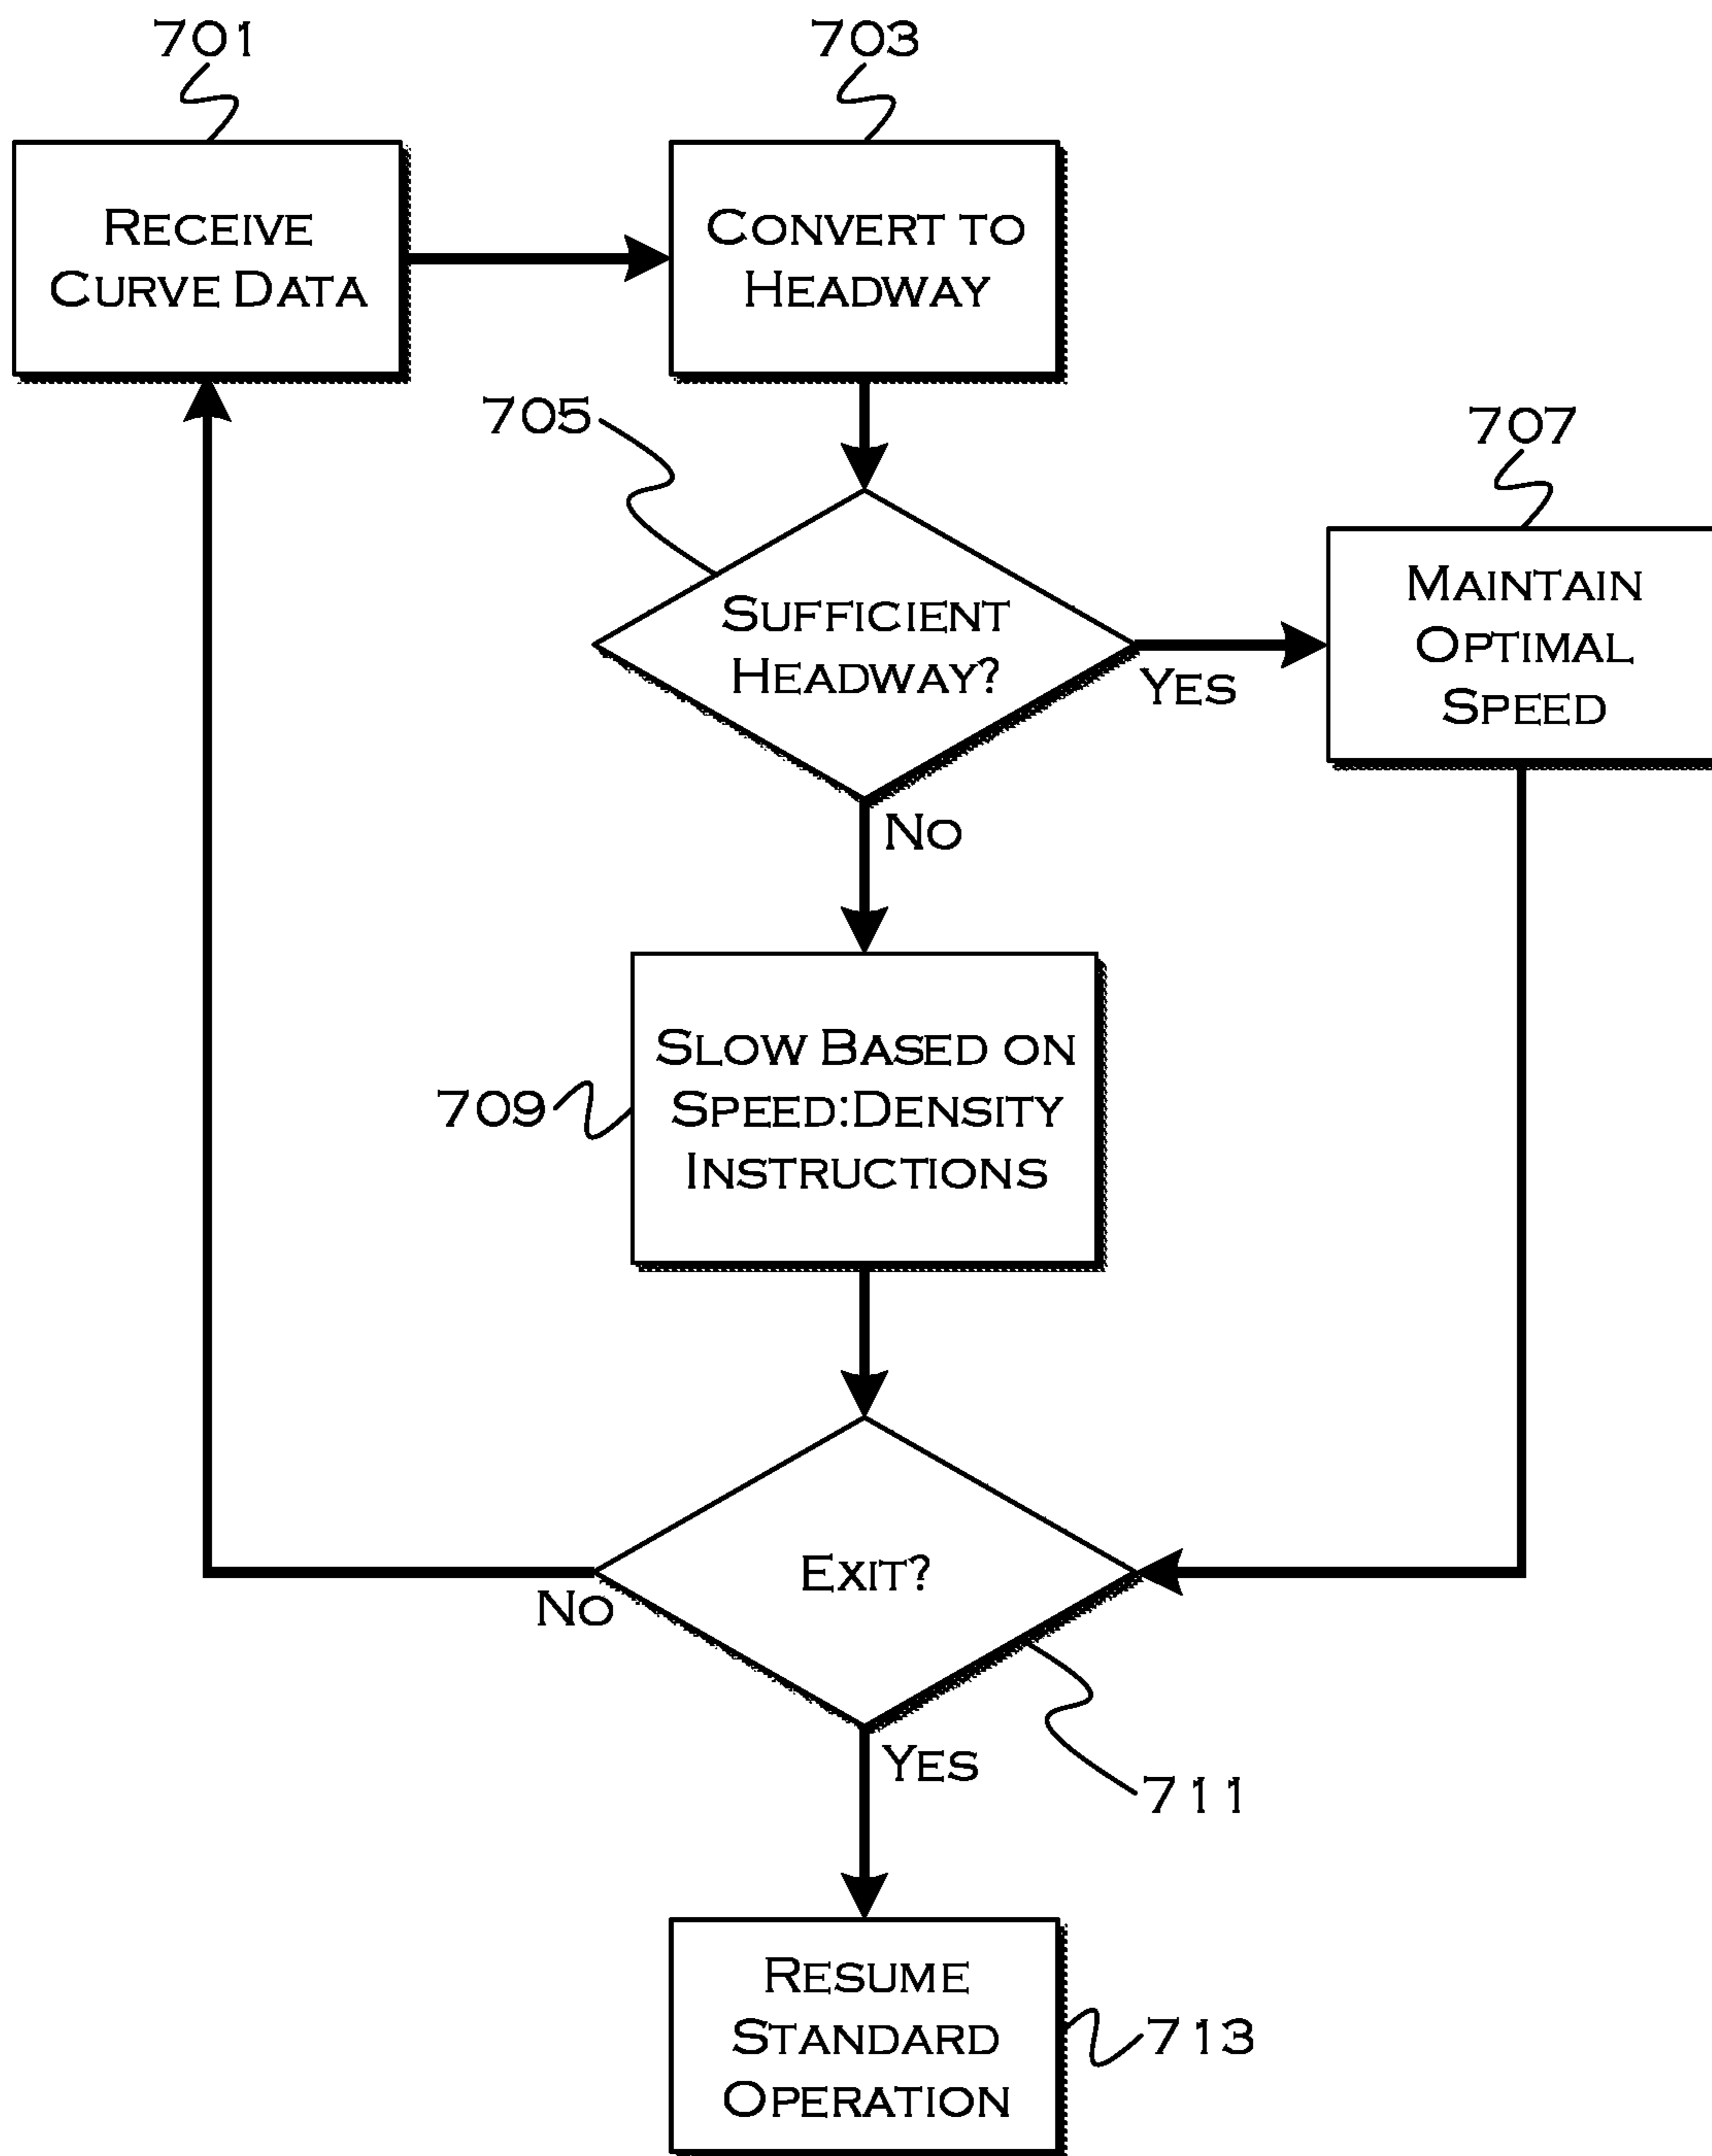 701
703
RECEIVE
CURVE DATA
CONVERT TO
HEADWAY
705
707
SUFFICIENT
HEADWAY?
YES
MAINTAIN
OPTIMAL
SPEED
NO
709
SLOW BASED ON
SPEED:DENSITY
INSTRUCTIONS
EXIT?
NO
YES
711
RESUME
STANDARD
OPERATION
713